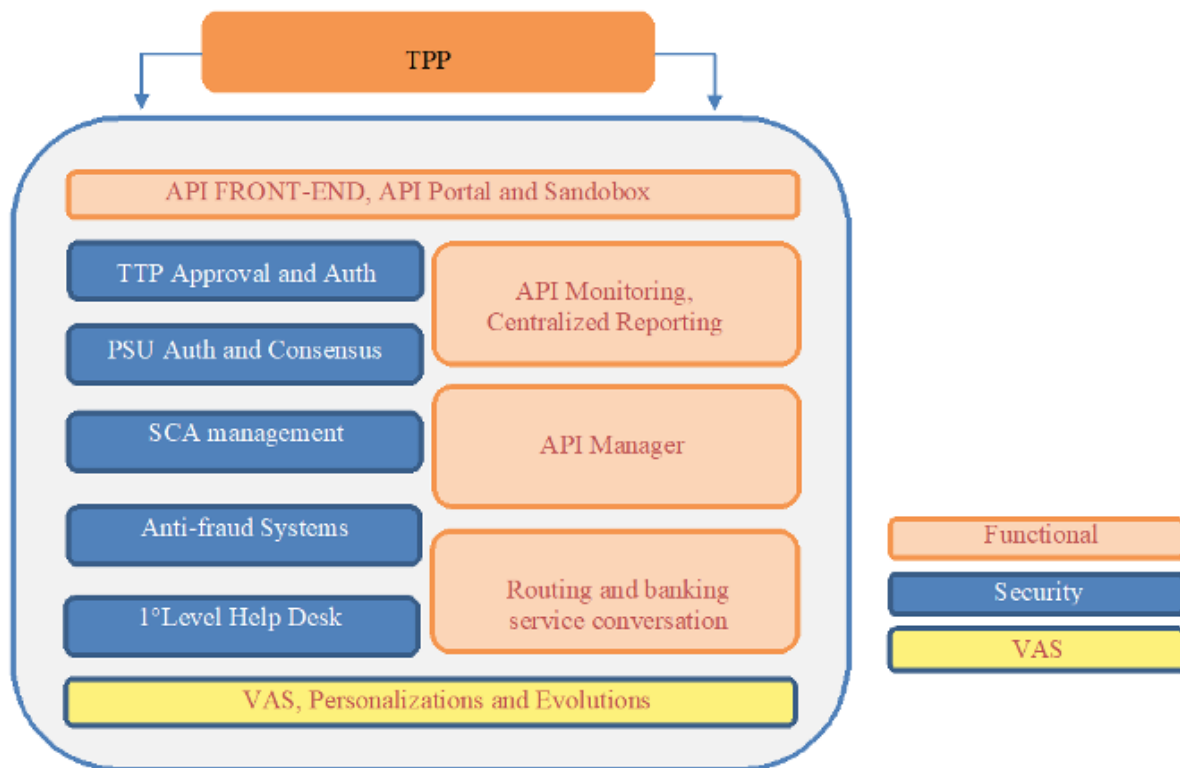 TPP
API FRONT-END, API Portal and Sandobox
TTP Approval and Auth
PSU Auth and Consensus
SCA management
Anti-fraud Systems
1°Level Help Desk
API Monitoring,
Centralized Reporting
API Manager
Routing and banking
service conversation
VAS, Personalizations and Evolutions
Functional
Security
VAS